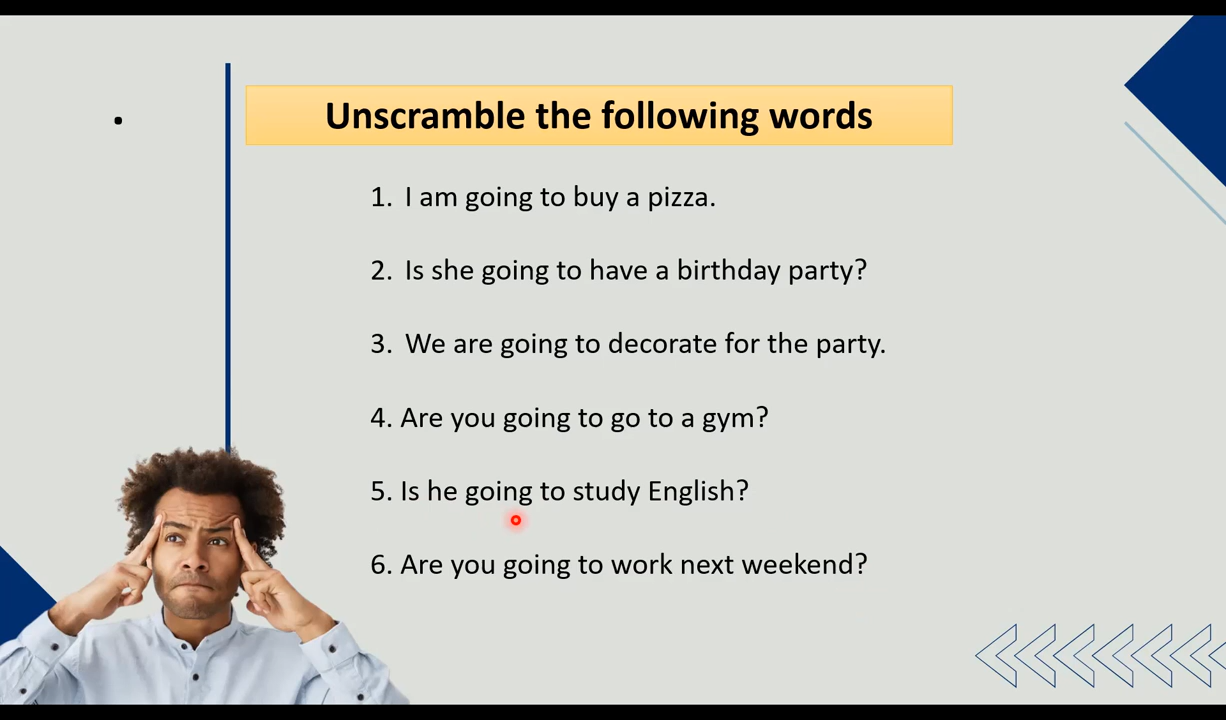 Unscramble the following words
1. I am going to buy a pizza.
2. Is she going to have a birthday party?
3. We are going to decorate for the party.
4. Are you going to go to a gym?
5. Is he going to study English?
6. Are you going to work next weekend?